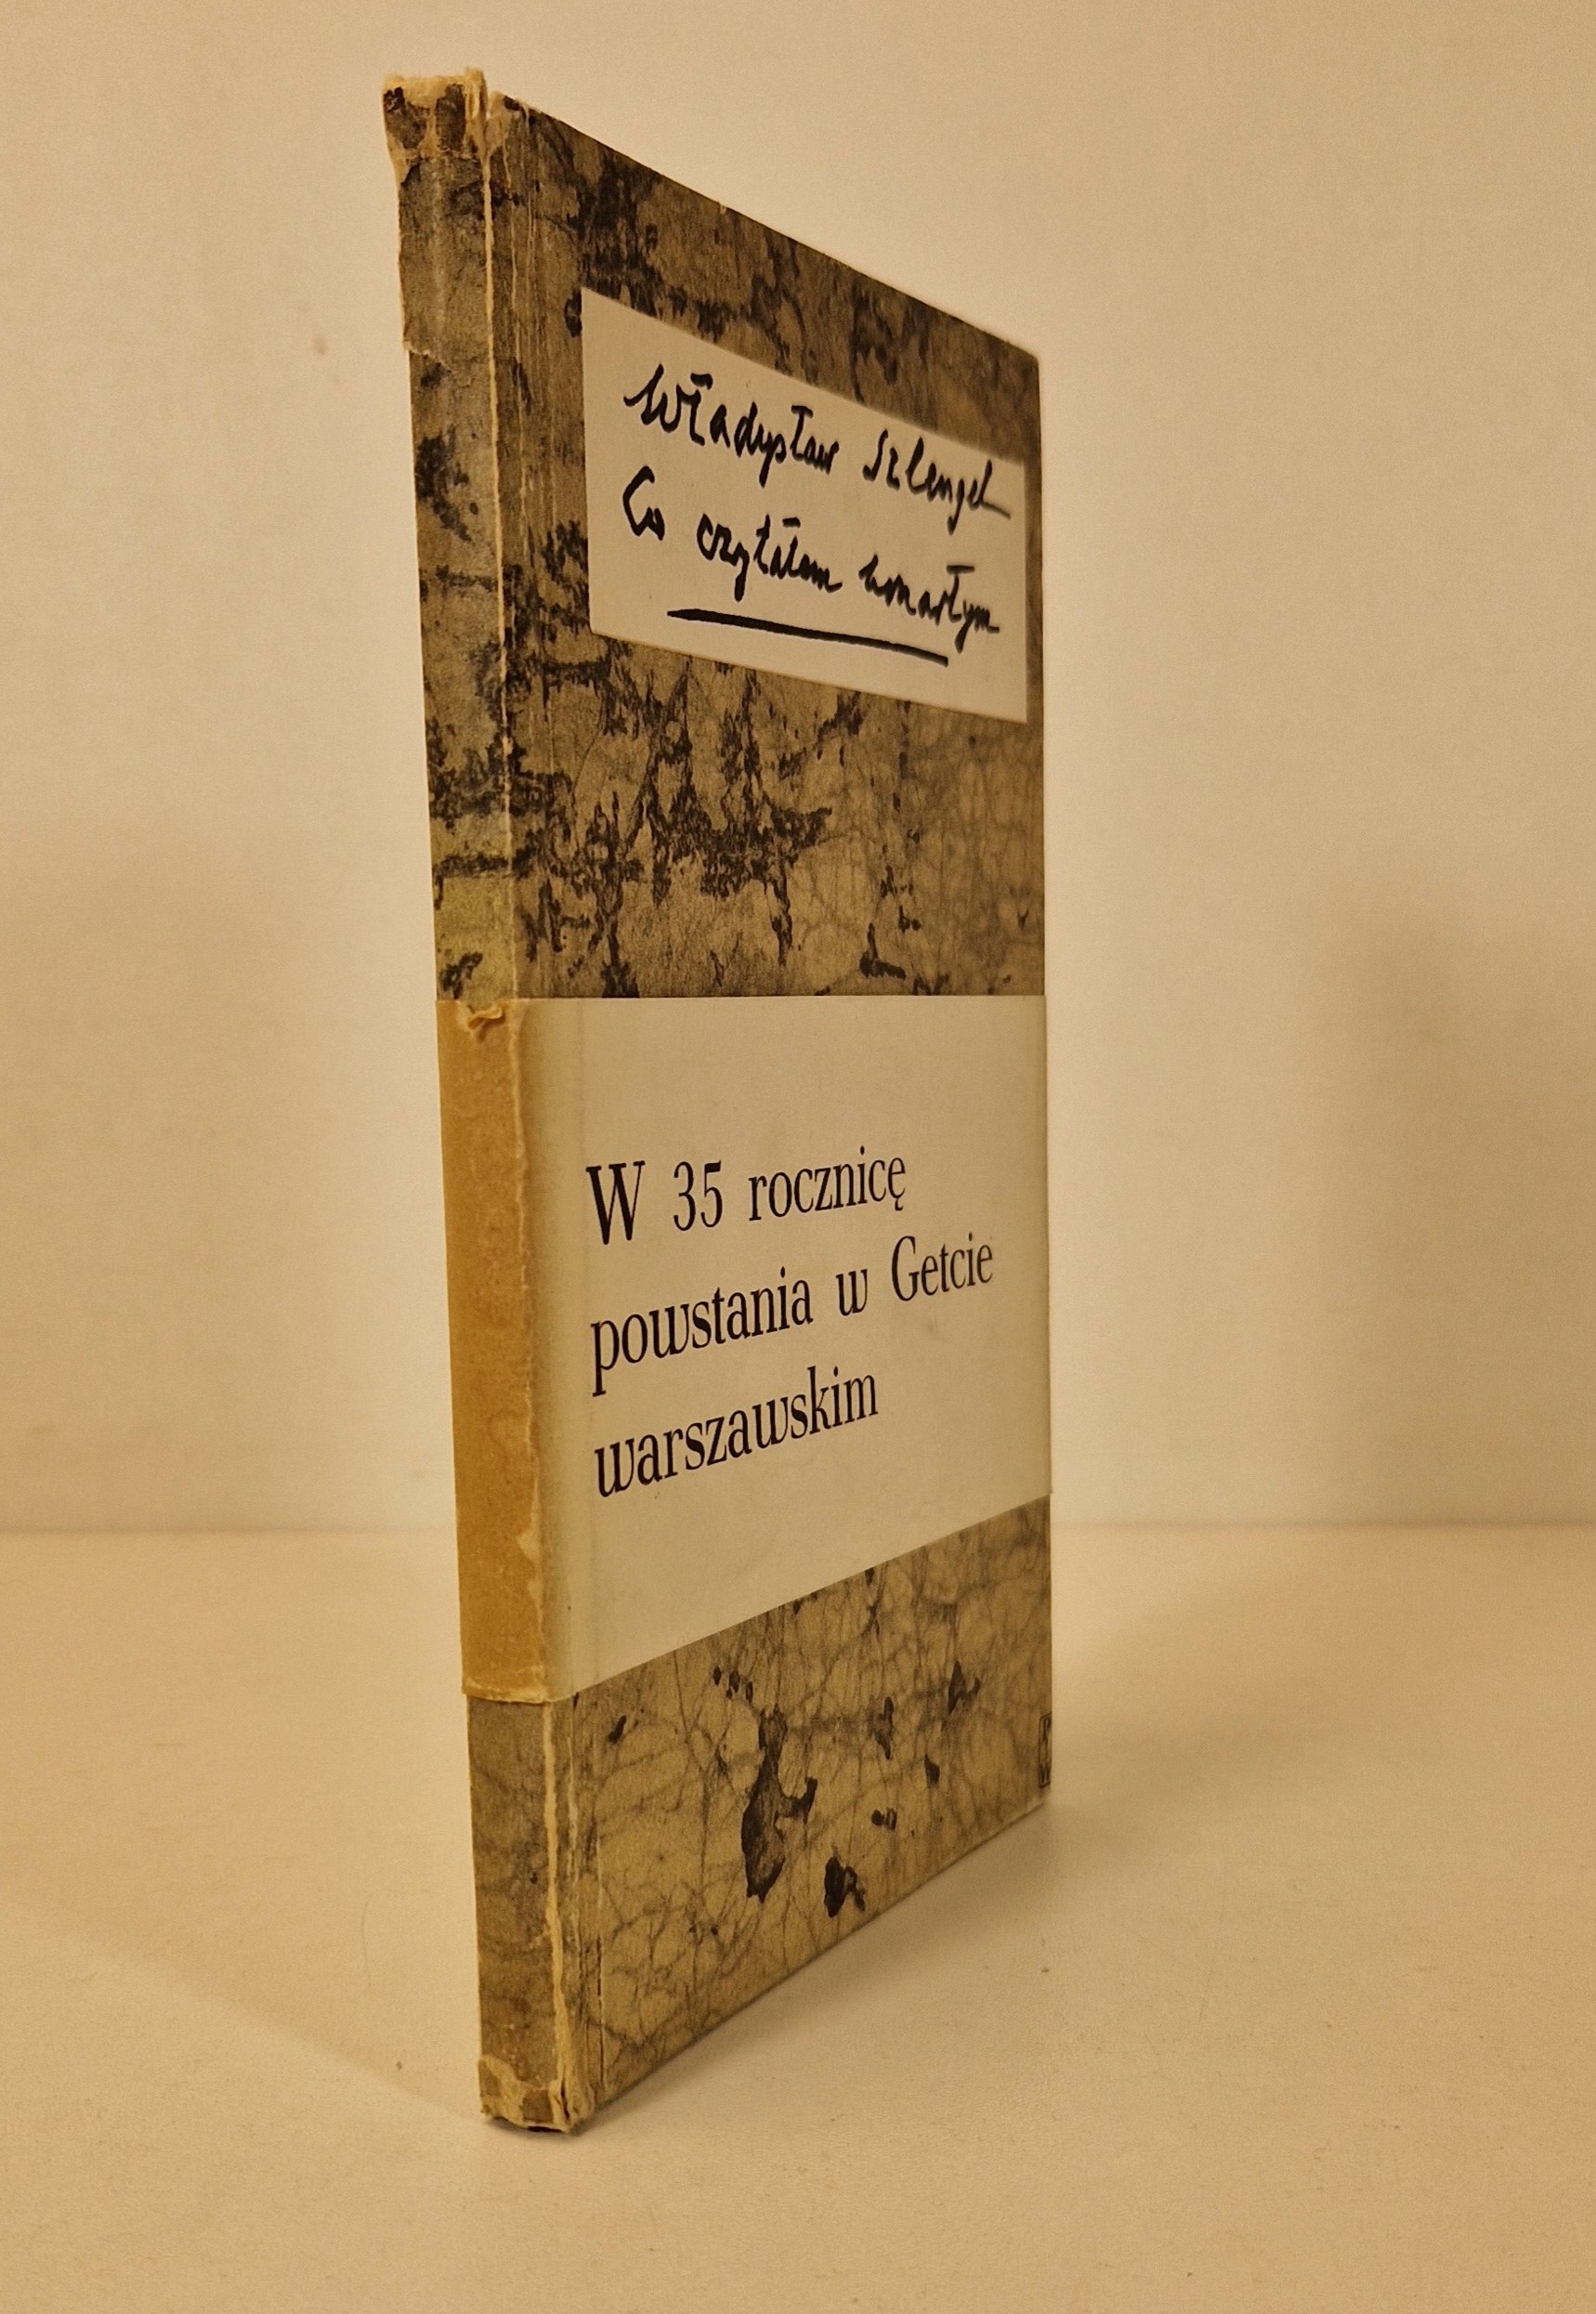 Władysław Szlengel
Co czytałem umarłym
W 35 rocznicę
powstania w Getcie
warszawskim